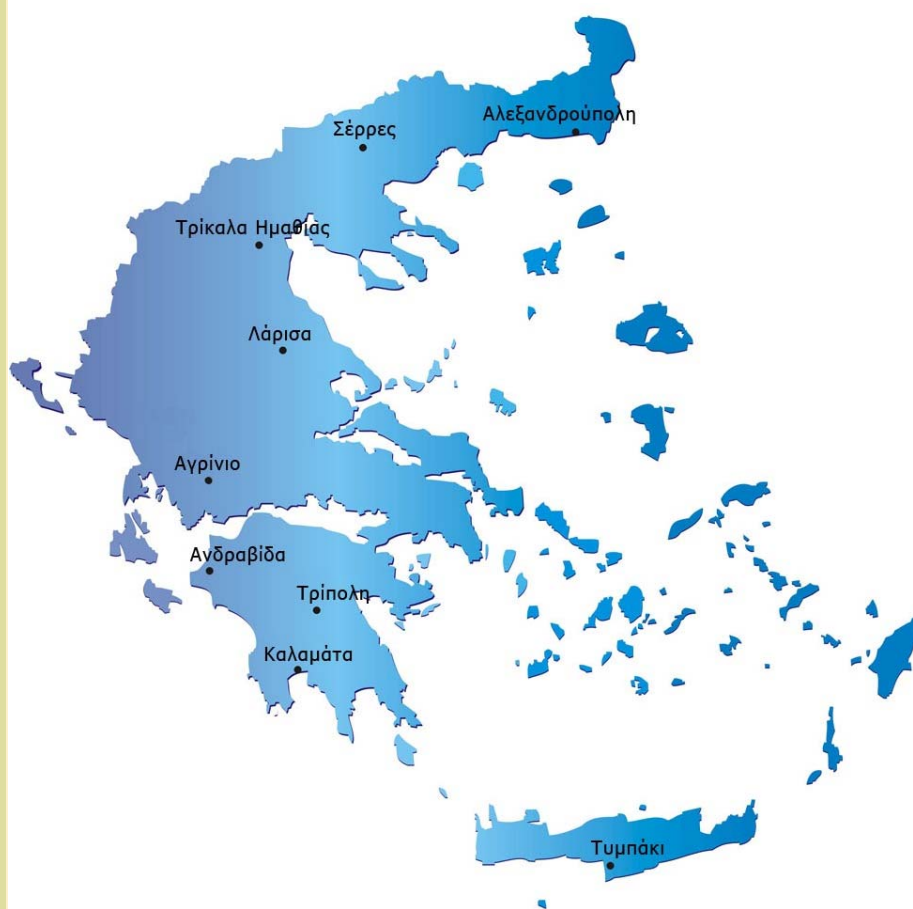 Αλεξανδρούπολη
Σέρρες
Τρίκαλα Ημαθίας
Λάρισα
Αγρίνιο
Ανδραβίδα
Τρίπολη
Καλαμάτα
Τυμπάκι